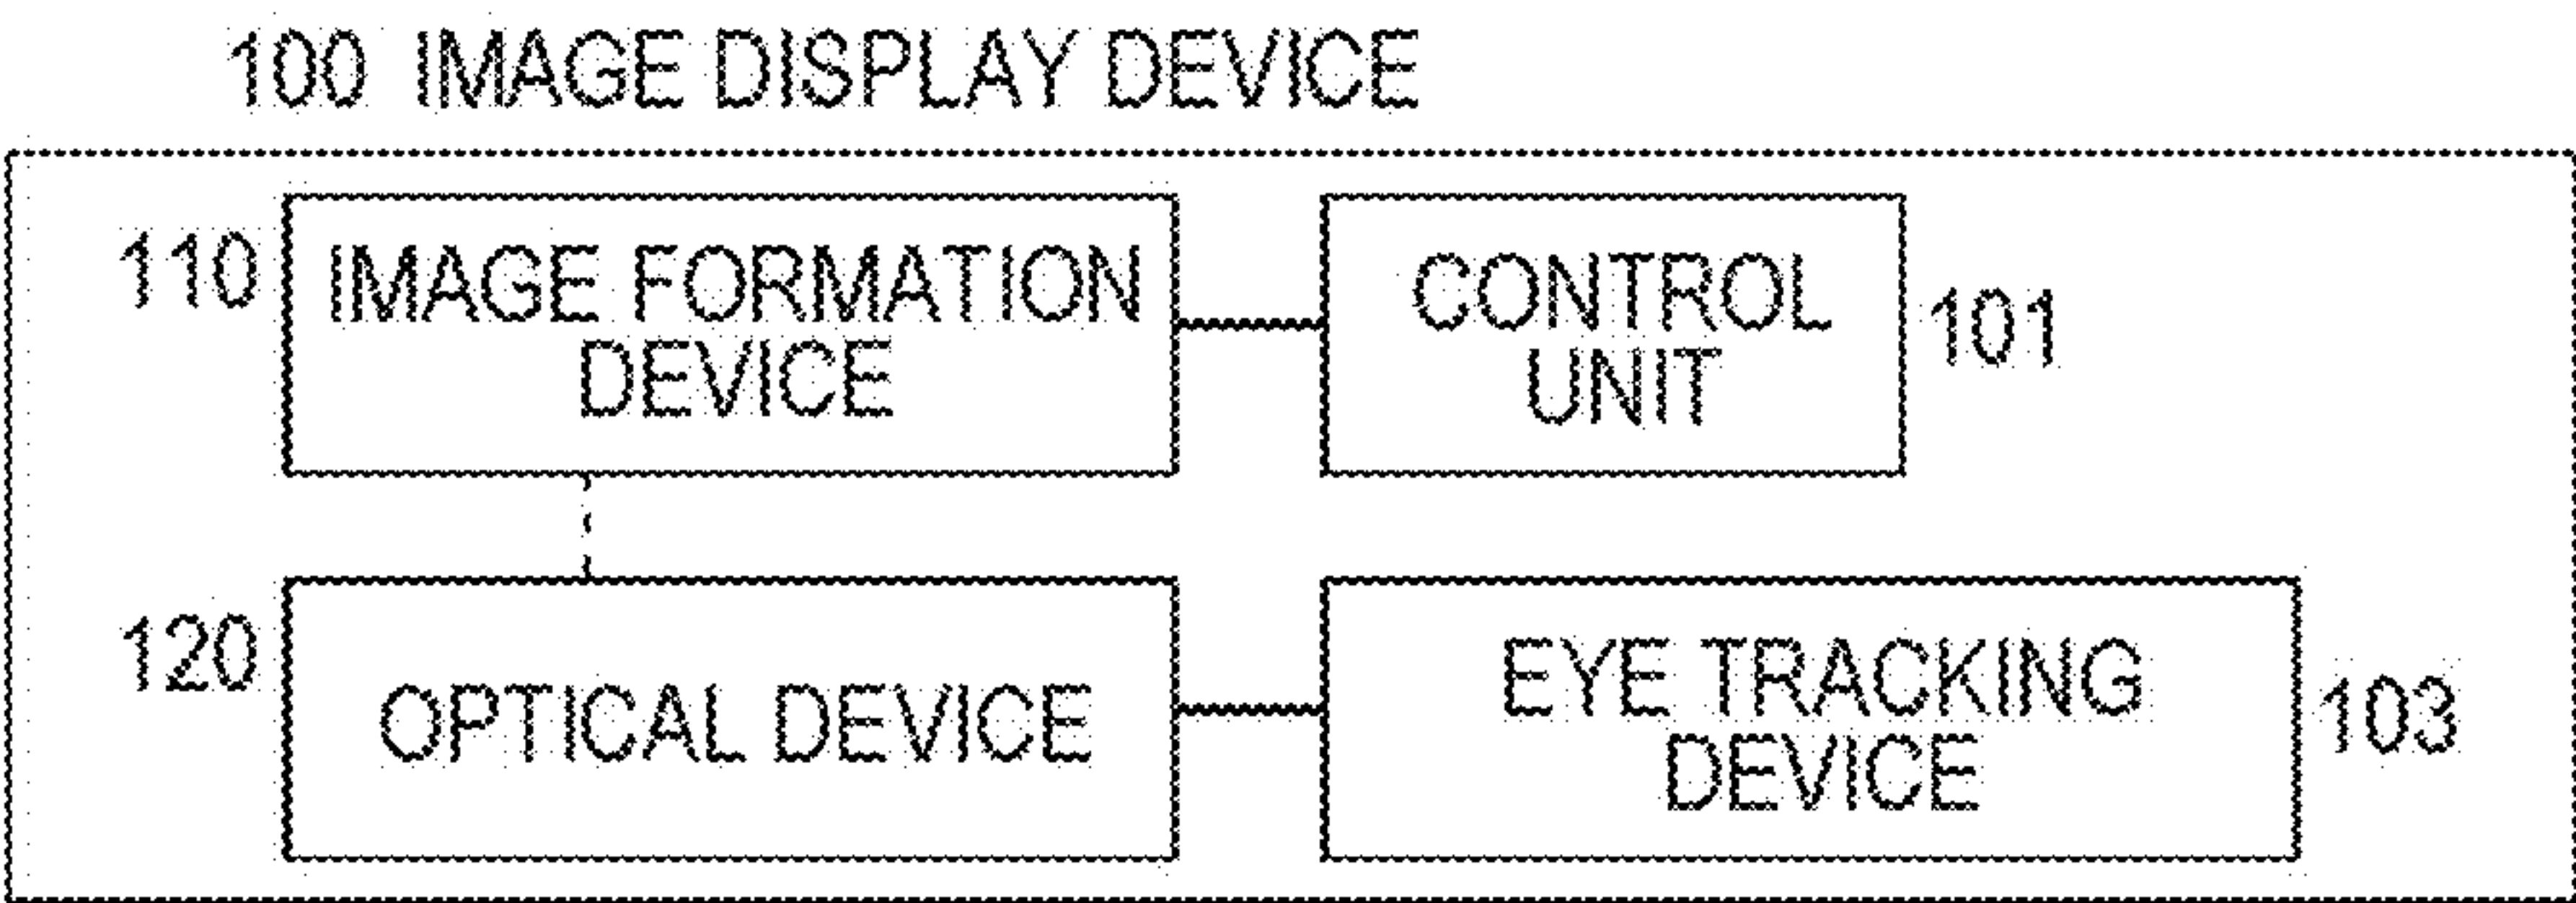 100 IMAGE DISPLAY DEVICE
110
IMAGE FORMATION
DEVICE
CONTROL
UNIT
101
120
OPTICAL DEVICE
EYE TRACKING
DEVICE
103